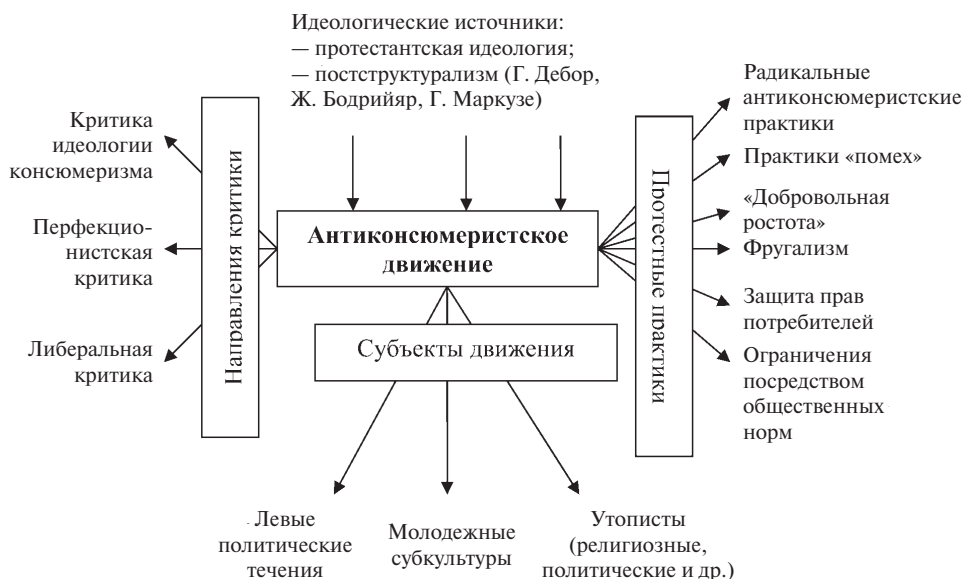 Идеологические источники:
— протестантская идеология;
— постструктурализм (Г. Дебор,
Ж. Бодрийяр, Г. Маркузе)
Направления критики
Критика
идеологии
консюмеризма
Перфекцио-
нистская
критика
Либеральная
критика
Антиконсюмеристское
движение
Субъекты движения
Левые
политические
течения
Молодежные
субкультуры
Утописты
(религиозные,
политические и др.)
Протестные практики
Радикальные
антиконсюмеристские
практики
Практики «помех»
«Добровольная
ростота»
Фругализм
Защита прав
потребителей
Ограничения
посредством
общественных
норм